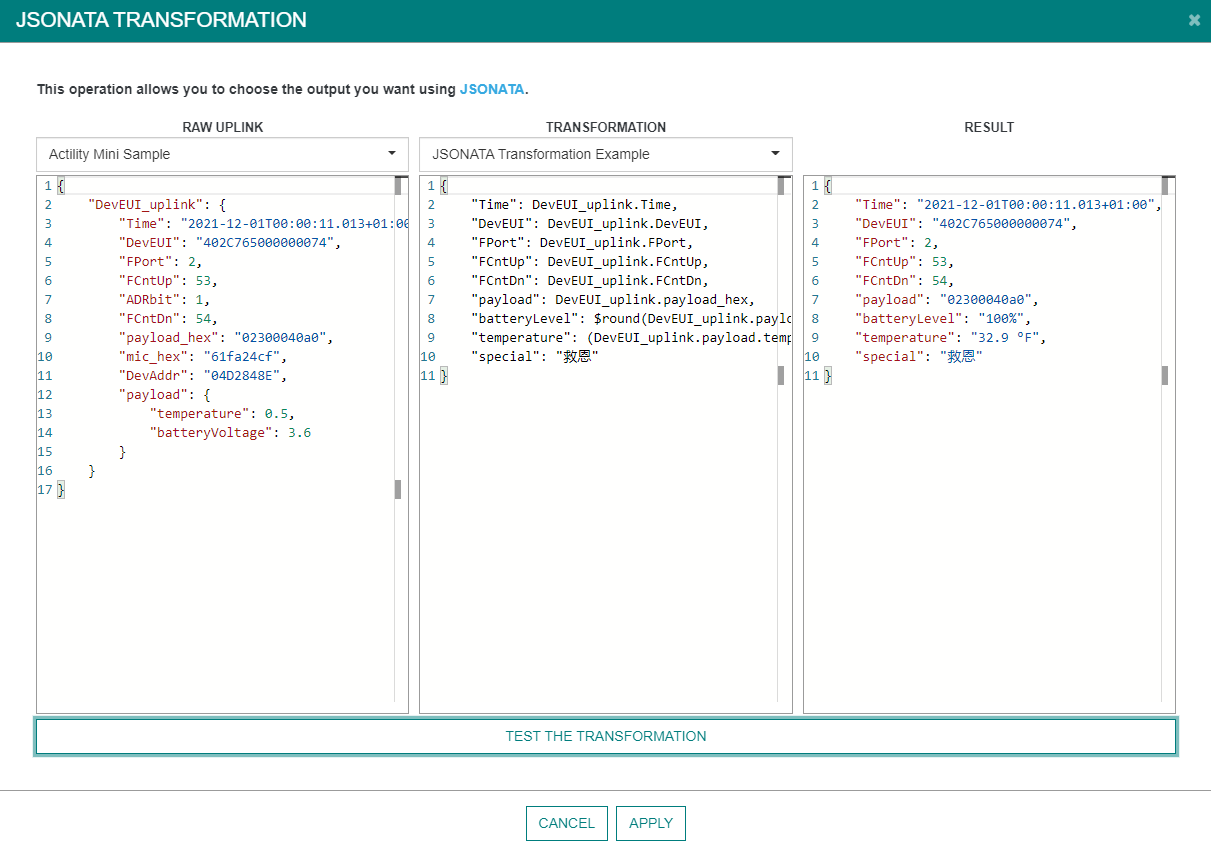 JSONATA TRANSFORMATION
This operation allows you to choose the output you want using JSONATA.
RAW UPLINK
Actility Mini Sample
1 {
2 "DevEUI_uplink": {
3 "Time": "2021-12-01T00:00:11.013+01:00
4 "DevEUI": "402C765000000074",
5 "FPort": 2,
6 "FCntUp": 53,
7 "ADRbit": 1,
8 "FCntDn": 54,
9 "payload_hex": "02300040a0",
10 "mic_hex": "61fa24cf",
11 "DevAddr": "04D2848E",
12 "payload": {
13 "temperature": 0.5,
14 "batteryVoltage": 3.6
15 }
16 }
17 }
TRANSFORMATION
JSONATA Transformation Example
1 {
2 "Time": DevEUI_uplink.Time,
3 "DevEUI": DevEUI_uplink.DevEUI,
4 "FPort": DevEUI_uplink.FPort,
5 "FCntUp": DevEUI_uplink.FCntUp,
6 "FCntDn": DevEUI_uplink.FCntDn,
7 "payload": DevEUI_uplink.payload_hex,
8 "batteryLevel": $round(DevEUI_uplink.paylo
9 "temperature": (DevEUI_uplink.payload.temp
10 "special": "救恩"
11 }
RESULT
1 {
2 "Time": "2021-12-01T00:00:11.013+01:00",
3 "DevEUI": "402C765000000074",
4 "FPort": 2,
5 "FCntUp": 53,
6 "FCntDn": 54,
7 "payload": "02300040a0",
8 "batteryLevel": "100%",
9 "temperature": "32.9 °F",
10 "special": "救恩"
11 }
TEST THE TRANSFORMATION
CANCEL
APPLY